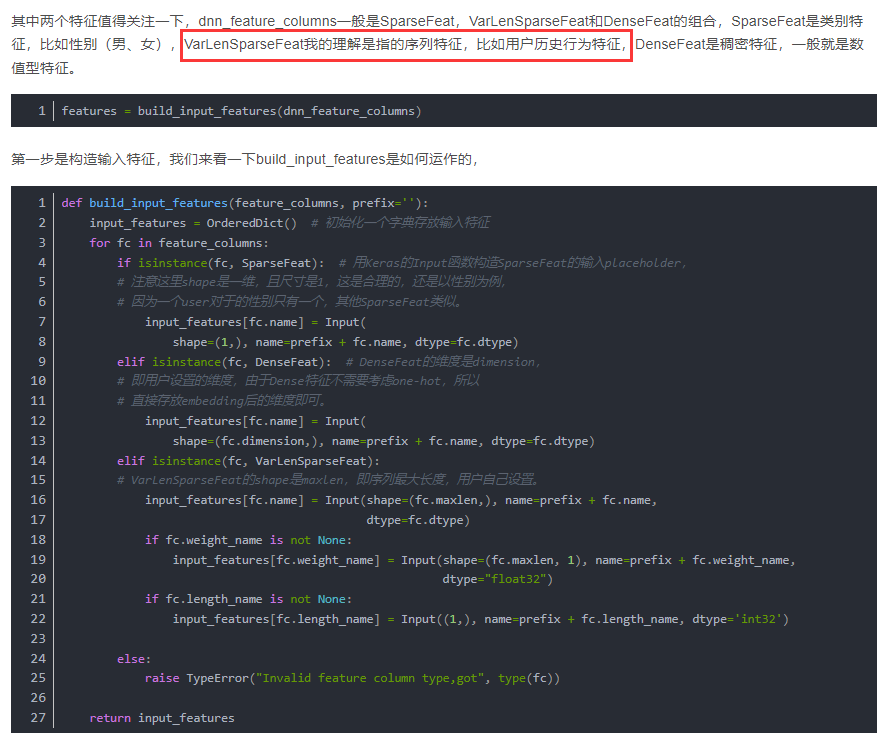 其中两个特征值得关注一下，dnn_feature_columns一般是SparseFeat，VarLenSparseFeat和DenseFeat的组合，SparseFeat是类别特
征，比如性别（男、女），VarLenSparseFeat我的理解是指的序列特征，比如用户历史行为特征，DenseFeat是稠密特征，一般就是数
值型特征。
1 features = build_input_features(dnn_feature_columns)
第一步是构造输入特征，我们来看一下build_input_features是如何运作的，
1 def build_input_features(feature_columns, prefix=''):
2     input_features = OrderedDict()  # 初始化一个字典存放输入特征
3     for fc in feature_columns:
4         if isinstance(fc, SparseFeat):  # 用Keras的Input函数构造SparseFeat的输入placeholder，
5         # 注意这里shape是一维，且尺寸是1，这是合理的，还是以性别为例，
6         # 因为一个user对于的性别只有一个，其他SparseFeat类似。
7             input_features[fc.name] = Input(
8                 shape=(1,), name=prefix + fc.name, dtype=fc.dtype)
9         elif isinstance(fc, DenseFeat):  # DenseFeat的维度是dimension，
10         # 即用户设置的维度，由于Dense特征不需要考虑one-hot，所以
11         # 直接存放embedding后的维度即可。
12             input_features[fc.name] = Input(
13                 shape=(fc.dimension,), name=prefix + fc.name, dtype=fc.dtype)
14         elif isinstance(fc, VarLenSparseFeat):
15         # VarLenSparseFeat的shape是maxlen，即序列最大长度，用户自己设置。
16             input_features[fc.name] = Input(shape=(fc.maxlen,), name=prefix + fc.name,
17                                             dtype=fc.dtype)
18             if fc.weight_name is not None:
19                 input_features[fc.weight_name] = Input(shape=(fc.maxlen, 1), name=prefix + fc.weight_name,
20                                                        dtype="float32")
21             if fc.length_name is not None:
22                 input_features[fc.length_name] = Input((1,), name=prefix + fc.length_name, dtype='int32')
23
24         else:
25             raise TypeError("Invalid feature column type,got", type(fc))
26
27     return input_features